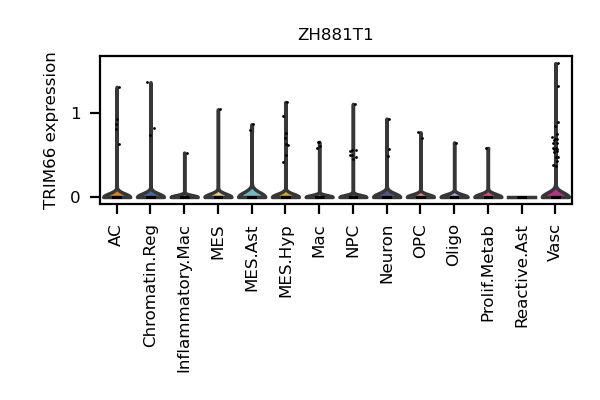 ZH881T1
TRIM66 expression
1
0
AC
Chromatin.Reg
Inflammatory.Mac
MES
MES.Ast
MES.Hyp
Mac
NPC
Neuron
OPC
Oligo
Prolif.Metab
Reactive.Ast
Vasc